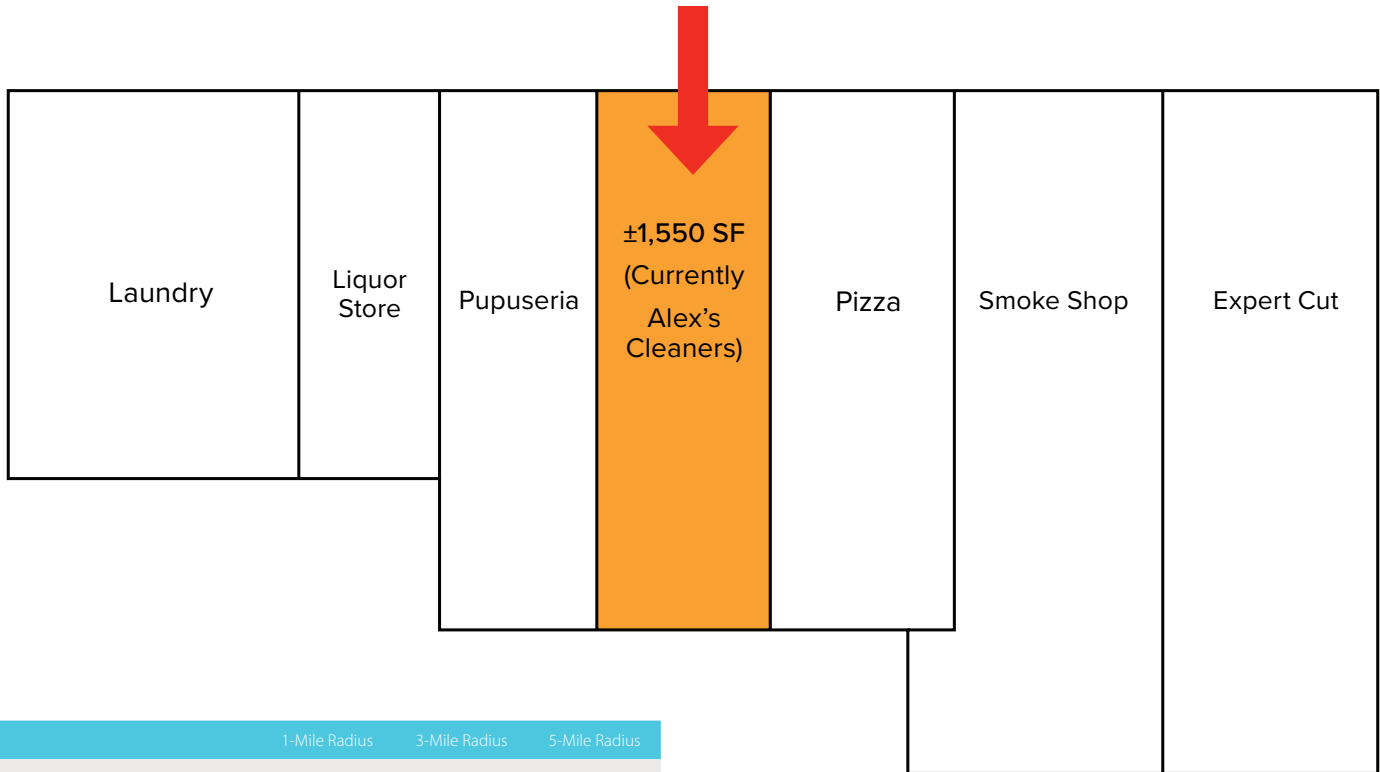 Laundry
Liquor
Store
Pupuseria
±1,550 SF
(Currently
Alex’s
Cleaners)
Pizza
Smoke Shop
Expert Cut
1-Mile Radius 3-Mile Radius 5-Mile Radius